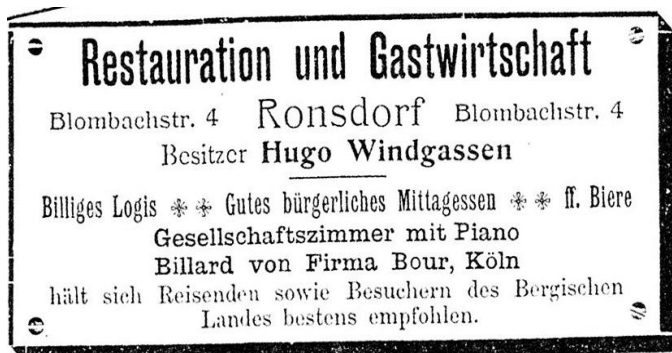 Restauration und Gastwirtschaft
Blombachstr. 4 Ronsdorf Blombachstr. 4
Besitzer Hugo Windgassen
Billiges Logis ⁕ ⁕ Gutes bürgerliches Mittagessen ⁕ ⁕ ff. Biere
Gesellschaftszimmer mit Piano
Billard von Firma Bour, Köln
hält sich Reisenden sowie Besuchern des Bergischen
Landes bestens empfohlen.